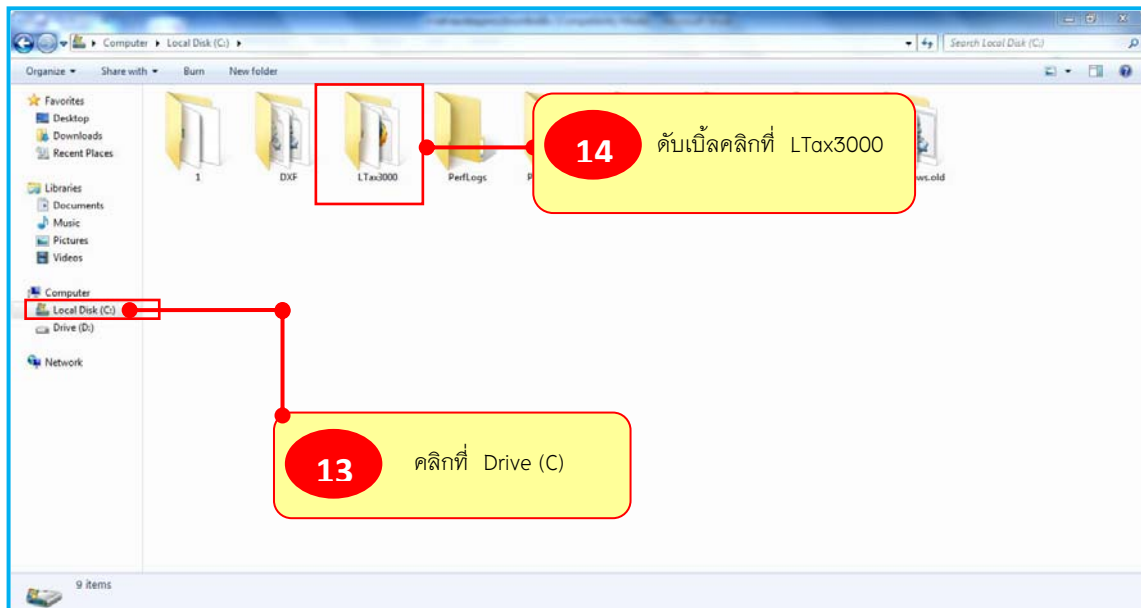 Computer ▸ Local Disk (C:) ▸
Search Local Disk (C:)
Organize Share with Burn New folder
Favorites
Desktop
Downloads
Recent Places
Libraries
Documents
Music
Pictures
Videos
Computer
Local Disk (C:)
Drive (D:)
Network
1
DXF
LTax3000
PerfLogs
ws.old
14 ดับเบิ้ลคลิกที่ LTax3000
13 คลิกที่ Drive (C)
9 items